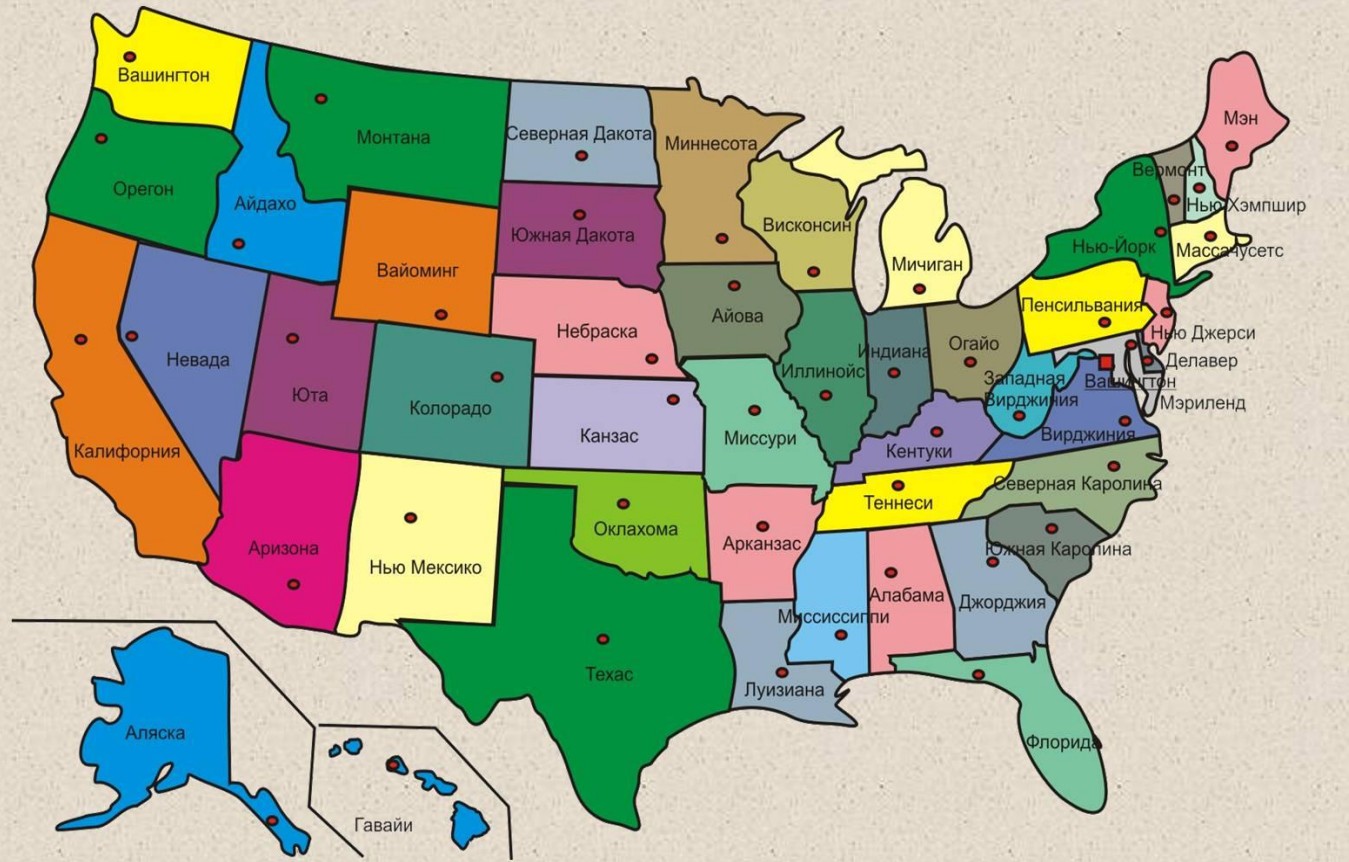 Вашингтон
Монтана
Северная Дакота
Миннесота
Мэн
Орегон
Айдахо
Вермонт
Нью Хэмпшир
Южная Дакота
Висконсин
Нью-Йорк
Массачусетс
Вайоминг
Мичиган
Пенсильвания
Айова
Небраска
Огайо
Нью Джерси
Невада
Индиана
Иллинойс
Делавер
Западная
Вирджиния
Вашингтон
Юта
Колорадо
Мэриленд
Канзас
Миссури
Вирджиния
Калифорния
Кентуки
Северная Каролина
Теннеси
Оклахома
Арканзас
Аризона
Южная Каролина
Нью Мексико
Алабама
Джорджия
Миссиссиппи
Техас
Луизиана
Аляска
Флорида
Гавайи